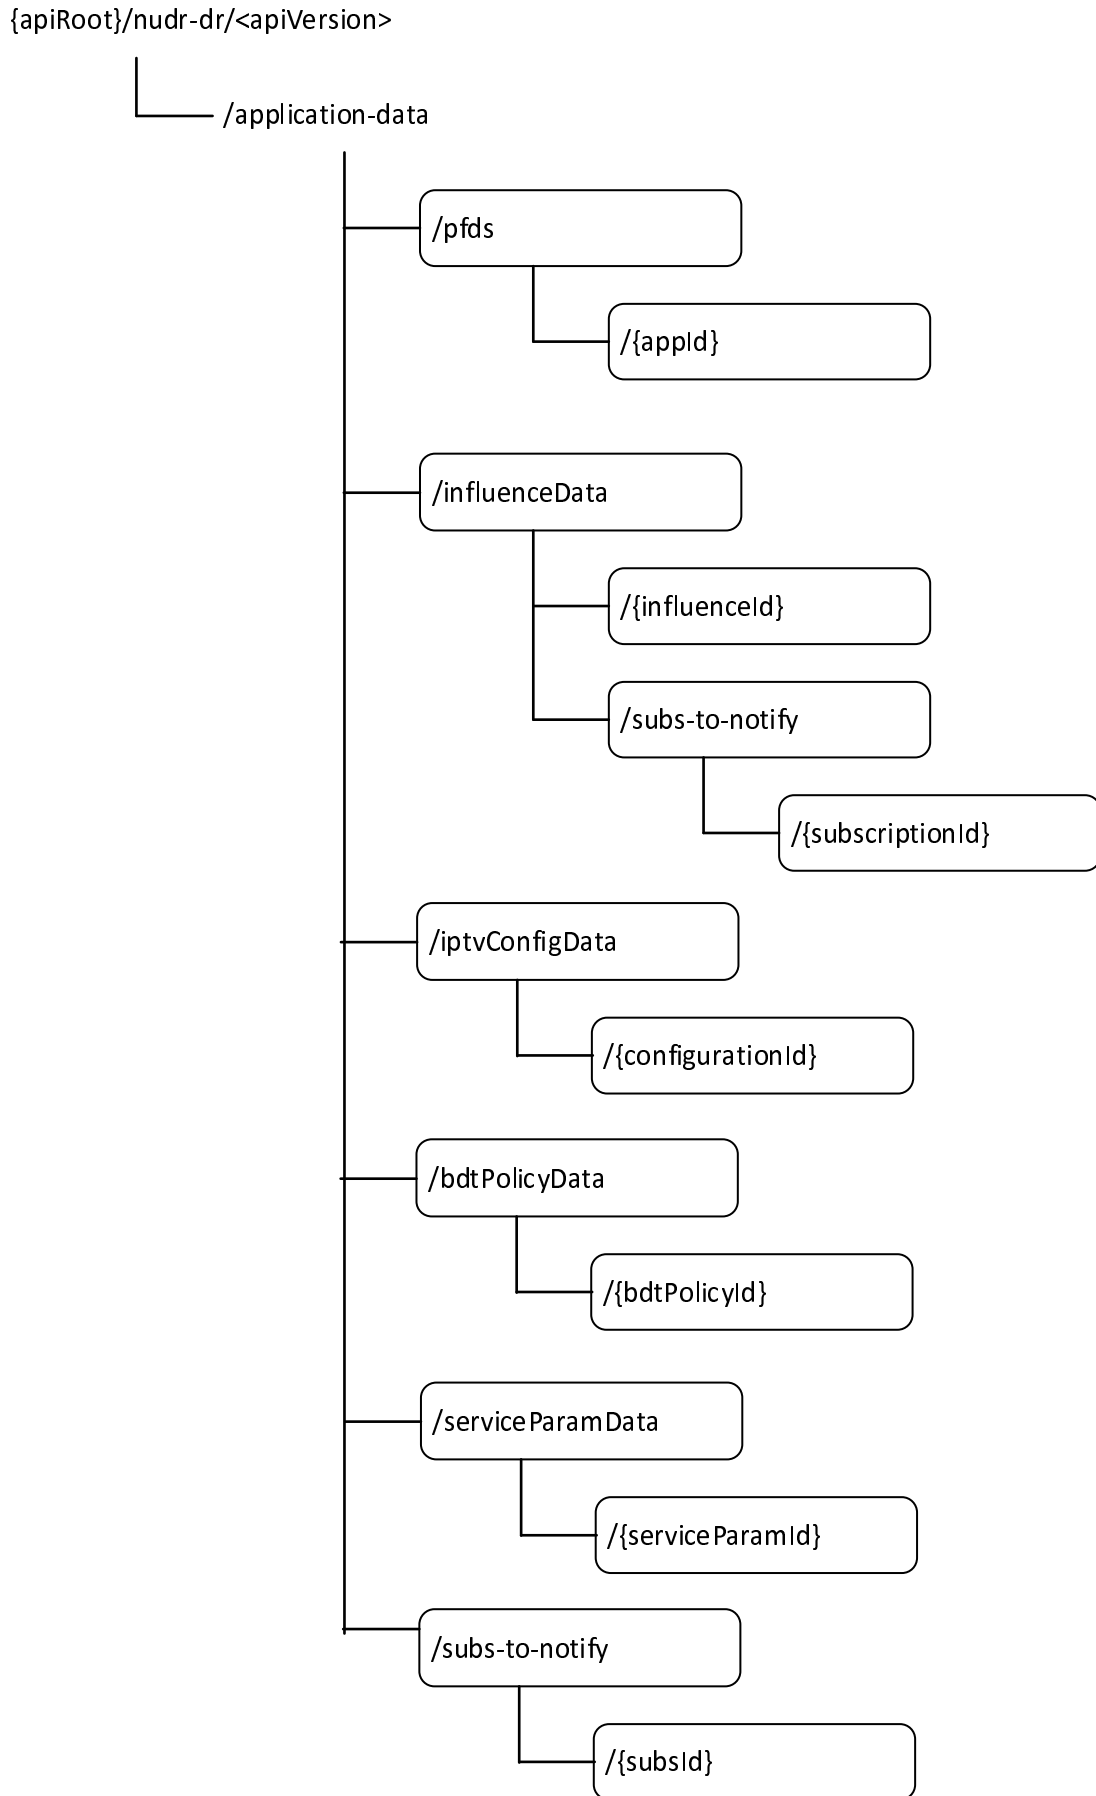 {apiRoot}/nudr-dr/<apiVersion>
/application-data
/pfds
/{appId}
/influenceData
/{influenceId}
/subs-to-notify
/{subscriptionId}
/iptvConfigData
/{configurationId}
/bdtPolicyData
/{bdtPolicyId}
/serviceParamData
/{serviceParamId}
/subs-to-notify
/{subsId}